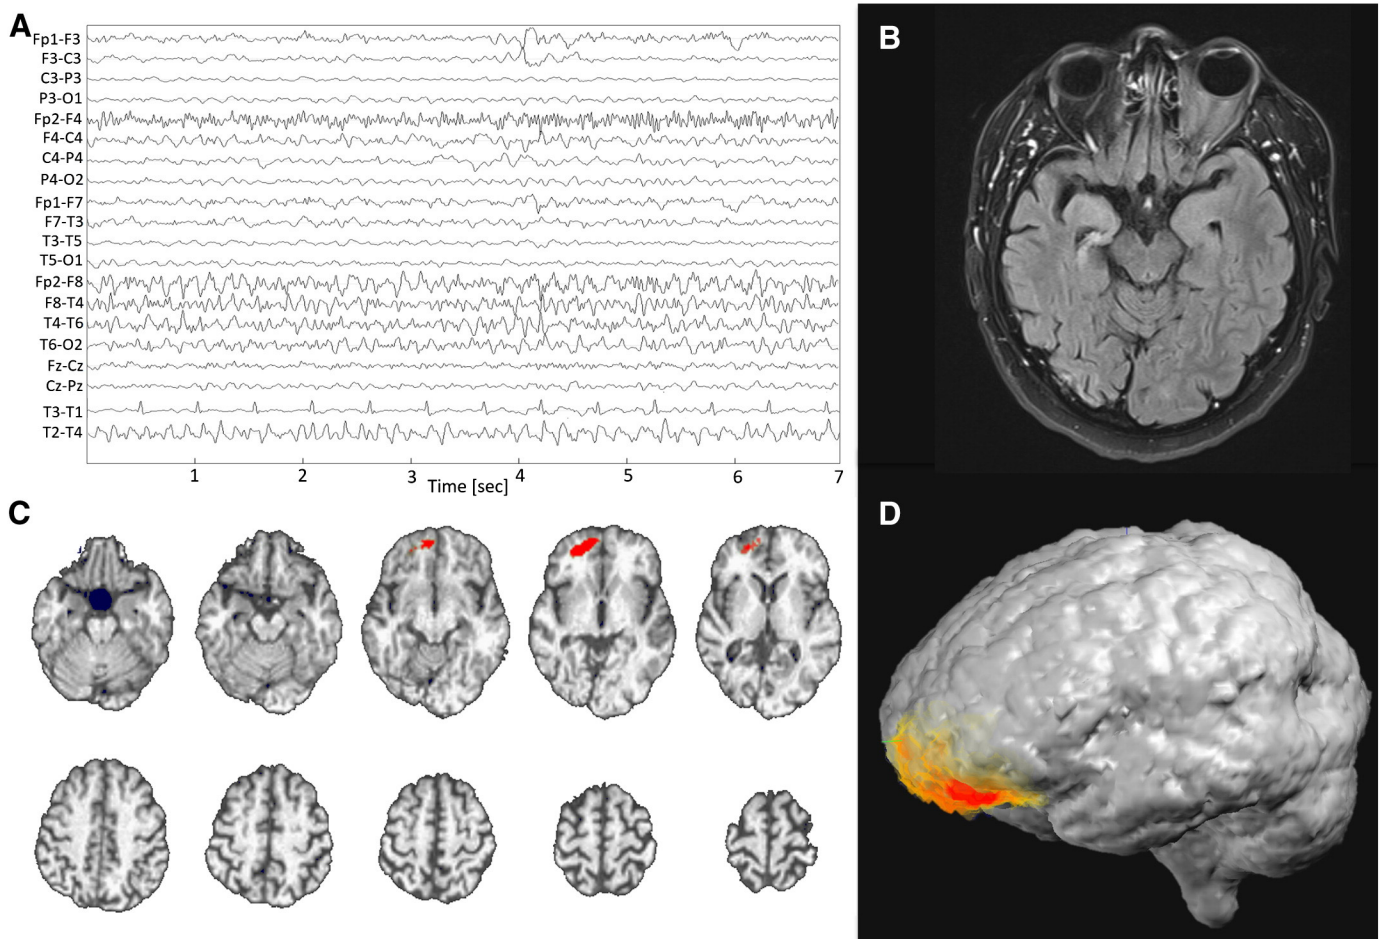 A
Fp1-F3
F3-C3
C3-P3
P3-O1
Fp2-F4
F4-C4
C4-P4
P4-O2
Fp1-F7
F7-T3
T3-T5
T5-O1
Fp2-F8
F8-T4
T4-T6
T6-O2
Fz-Cz
Cz-Pz
T3-T1
T2-T4
1 2 3 4 5 6 7
Time [sec]
B
C
D